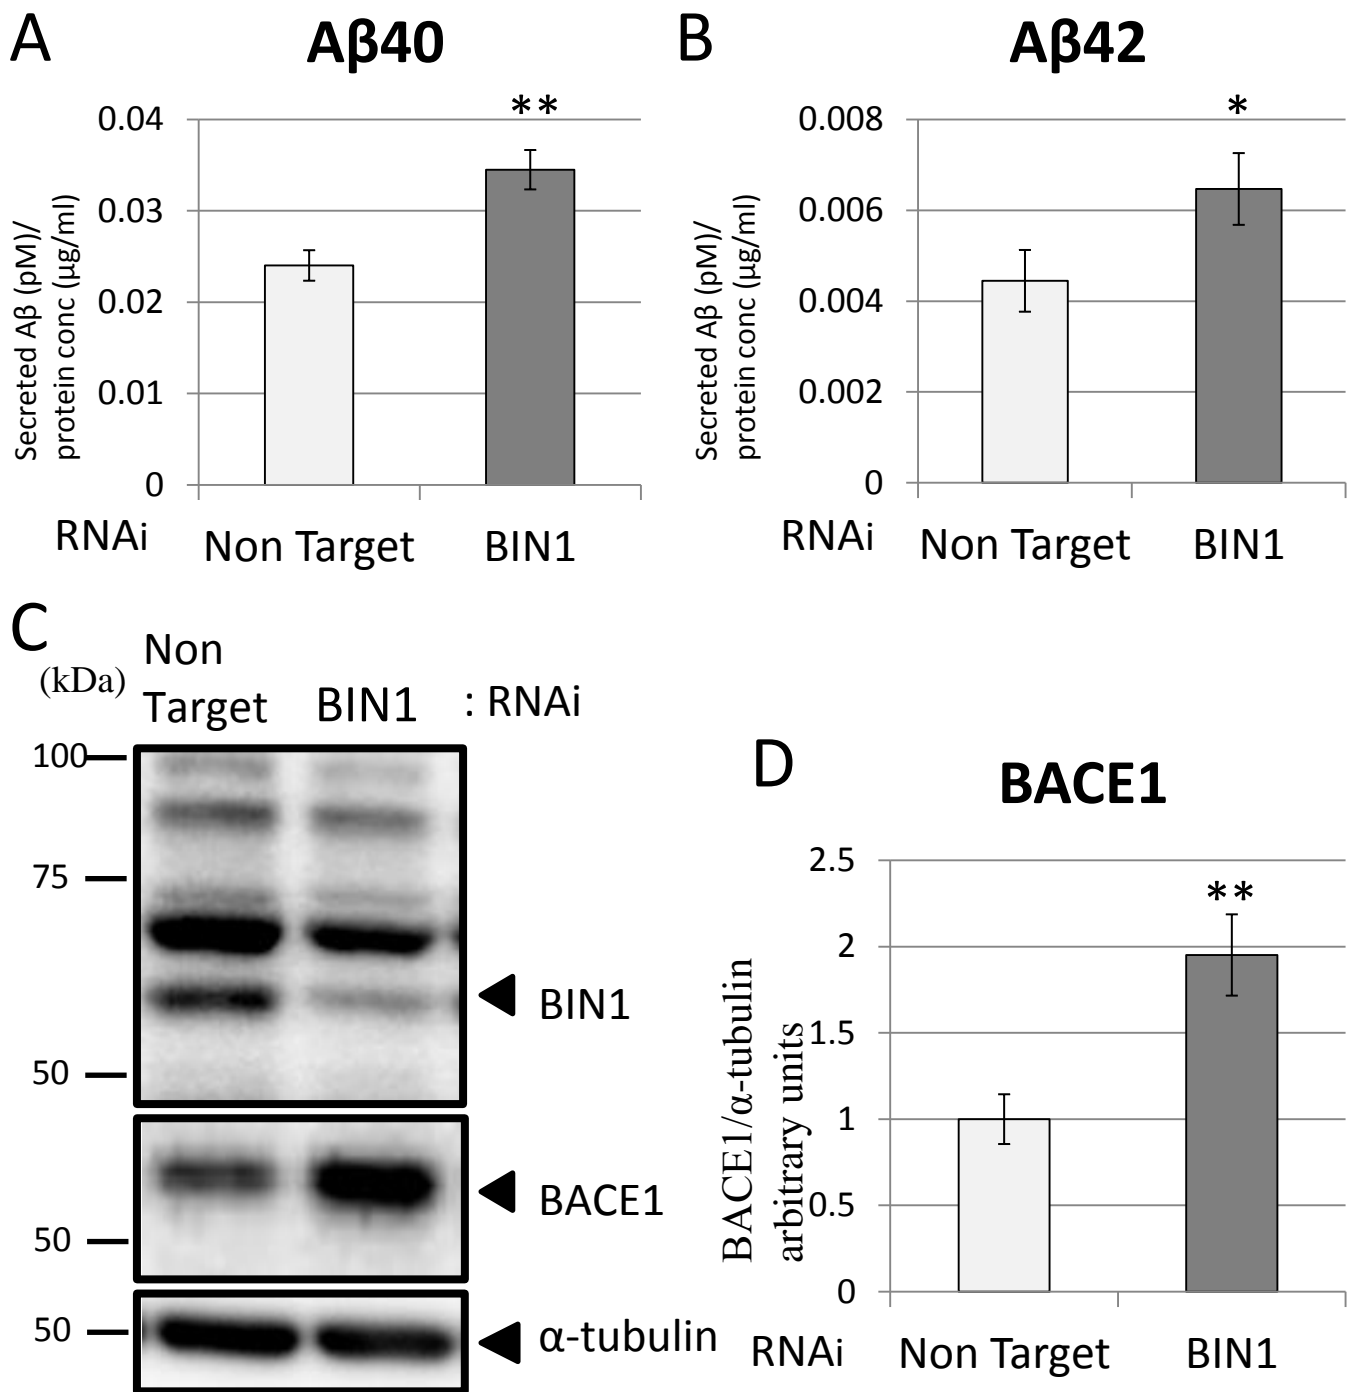 A
Aβ40
**
0.04
0.03
0.02
0.01
0
Secreted Aβ (pM)/
protein conc (μg/ml)
RNAi
Non Target
BIN1
B
Aβ42
*
0.008
0.006
0.004
0.002
0
Secreted Aβ (pM)/
protein conc (μg/ml)
RNAi
Non Target
BIN1
C
(kDa)
Non
Target
BIN1
: RNAi
100
75
50
BIN1
50
BACE1
50
α-tubulin
D
BACE1
**
2.5
2
1.5
1
0.5
0
BACE1/α-tubulin
arbitrary units
RNAi
Non Target
BIN1